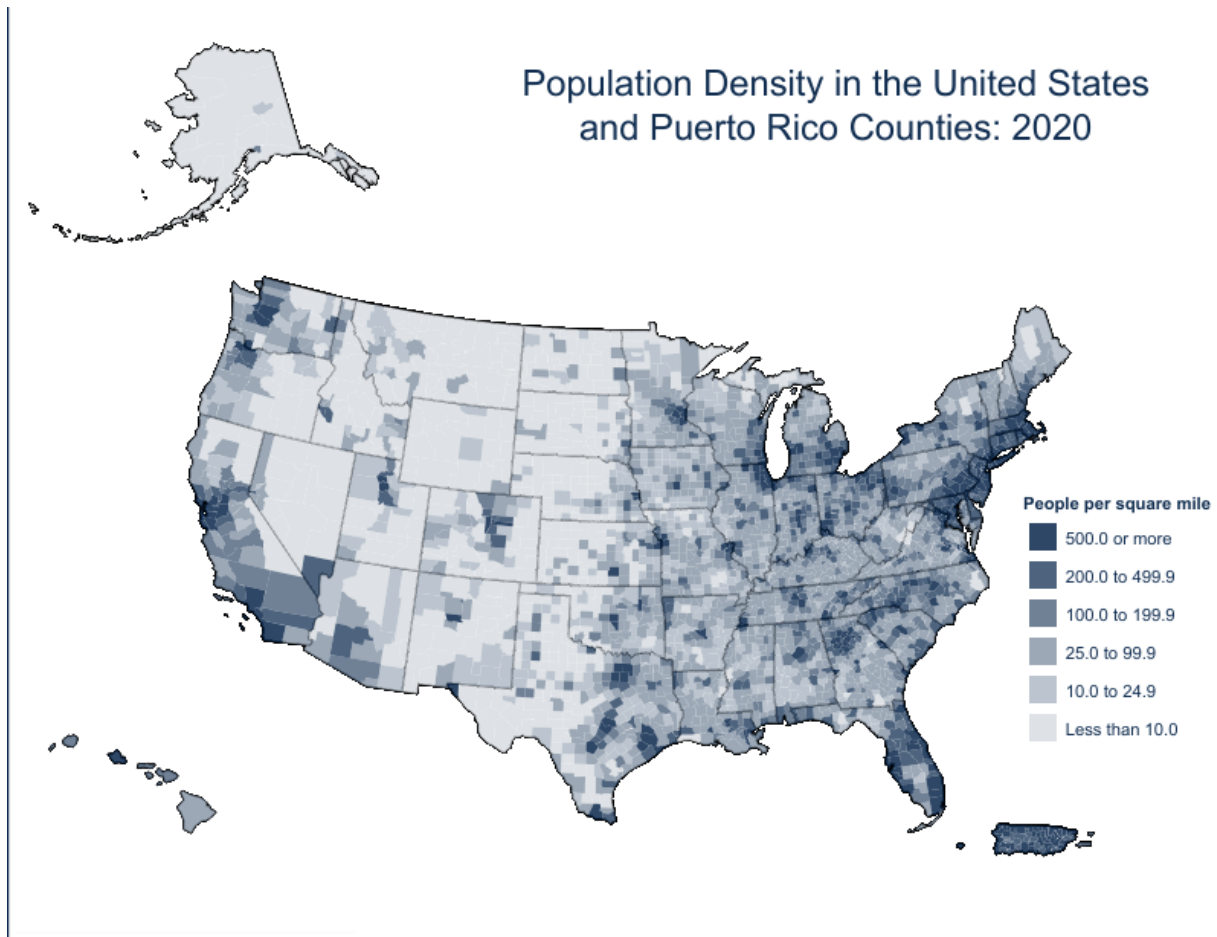 Population Density in the United States
and Puerto Rico Counties: 2020
People per square mile
500.0 or more
200.0 to 499.9
100.0 to 199.9
25.0 to 99.9
10.0 to 24.9
Less than 10.0